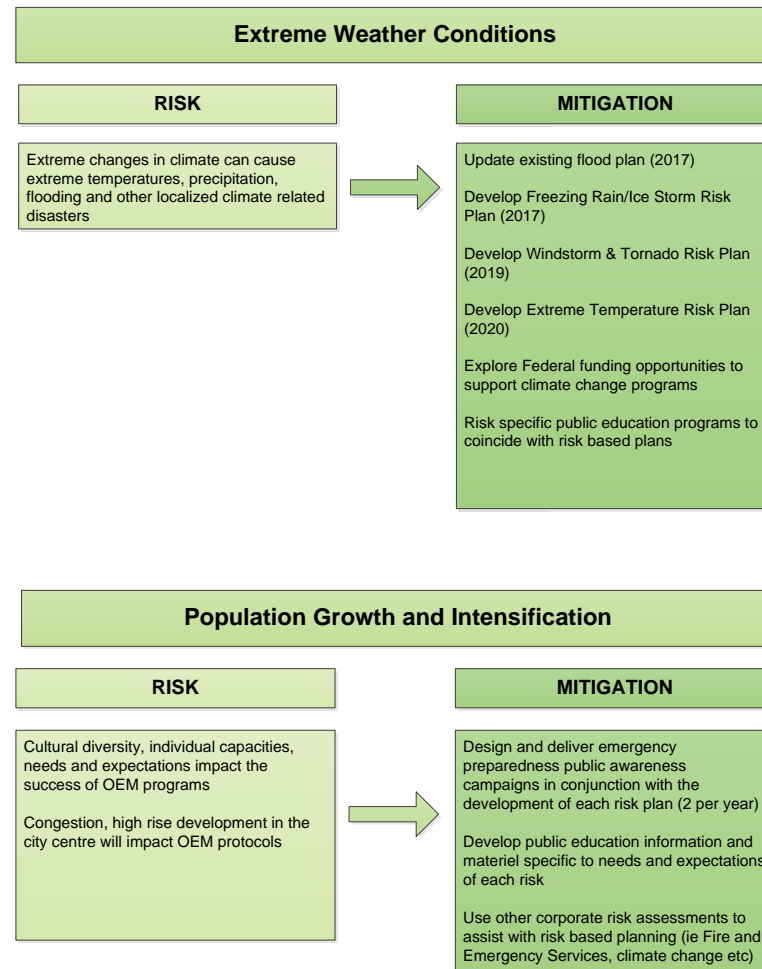 Extreme Weather Conditions
RISK
Extreme changes in climate can cause
extreme temperatures, precipitation,
flooding and other localized climate related
disasters
MITIGATION
Update existing flood plan (2017)
Develop Freezing Rain/Ice Storm Risk
Plan (2017)
Develop Windstorm & Tornado Risk Plan
(2019)
Develop Extreme Temperature Risk Plan
(2020)
Explore Federal funding opportunities to
support climate change programs
Risk specific public education programs to
coincide with risk based plans
Population Growth and Intensification
RISK
Cultural diversity, individual capacities,
needs and expectations impact the
success of OEM programs
Congestion, high rise development in the
city centre will impact OEM protocols
MITIGATION
Design and deliver emergency
preparedness public awareness
campaigns in conjunction with the
development of each risk plan (2 per year)
Develop public education information and
materiel specific to needs and expectations
of each risk
Use other corporate risk assessments to
assist with risk based planning (ie Fire and
Emergency Services, climate change etc)